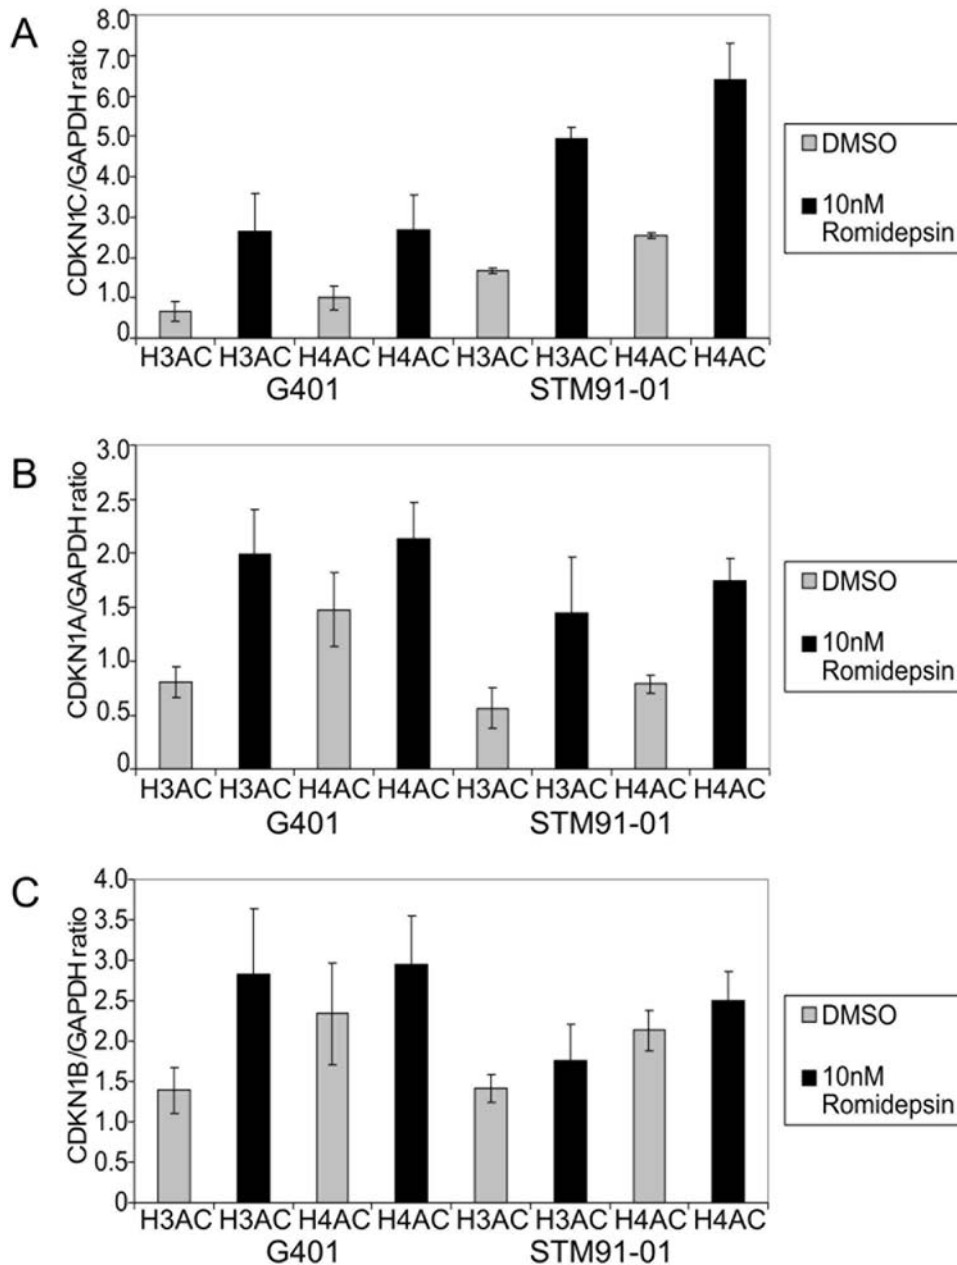 A
CDKN1C/GAPDH ratio
8.0
7.0
6.0
5.0
4.0
3.0
2.0
1.0
0
H3AC H3AC H4AC H4AC H3AC H3AC H4AC H4AC
G401 STM91-01
DMSO
10nM
Romidepsin
B
CDKN1A/GAPDH ratio
3.0
2.5
2.0
1.5
1.0
0.5
0
H3AC H3AC H4AC H4AC H3AC H3AC H4AC H4AC
G401 STM91-01
DMSO
10nM
Romidepsin
C
CDKN1B/GAPDH ratio
4.0
3.5
3.0
2.5
2.0
1.5
1.0
0.5
0
H3AC H3AC H4AC H4AC H3AC H3AC H4AC H4AC
G401 STM91-01
DMSO
10nM
Romidepsin